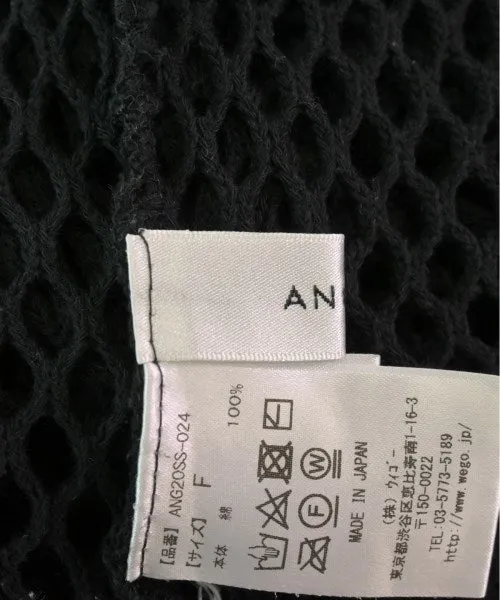 AN
【品番】ANG20SS-024
【サイズ】F
本体 綿 100%
MADE IN JAPAN
(株)ウィゴー
東京都渋谷区恵比寿南1-16-3
〒150-0022
TEL:03-5773-5189
http://www.wego.jp/